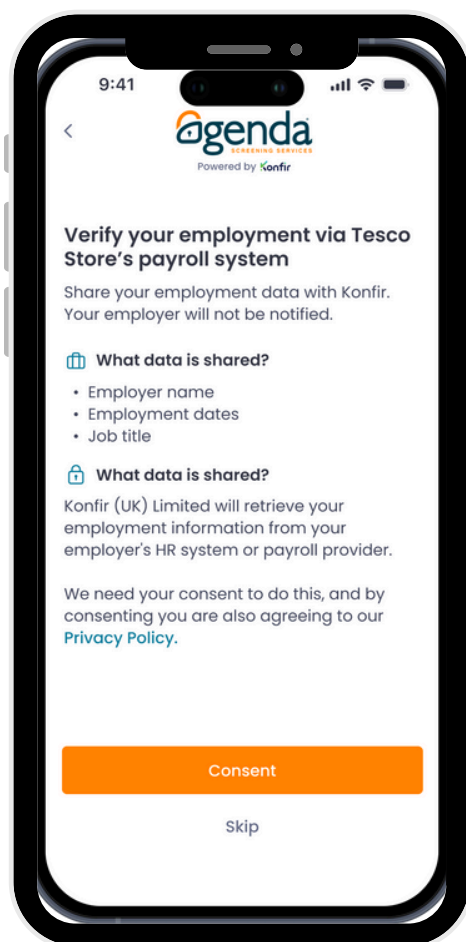 9:41
agenda
SCREENING SERVICES
Powered by Konfir
Verify your employment via Tesco
Store's payroll system
Share your employment data with Konfir.
Your employer will not be notified.
What data is shared?
• Employer name
• Employment dates
• Job title
What data is shared?
Konfir (UK) Limited will retrieve your
employment information from your
employer's HR system or payroll provider.
We need your consent to do this, and by
consenting you are also agreeing to our
Privacy Policy.
Consent
Skip